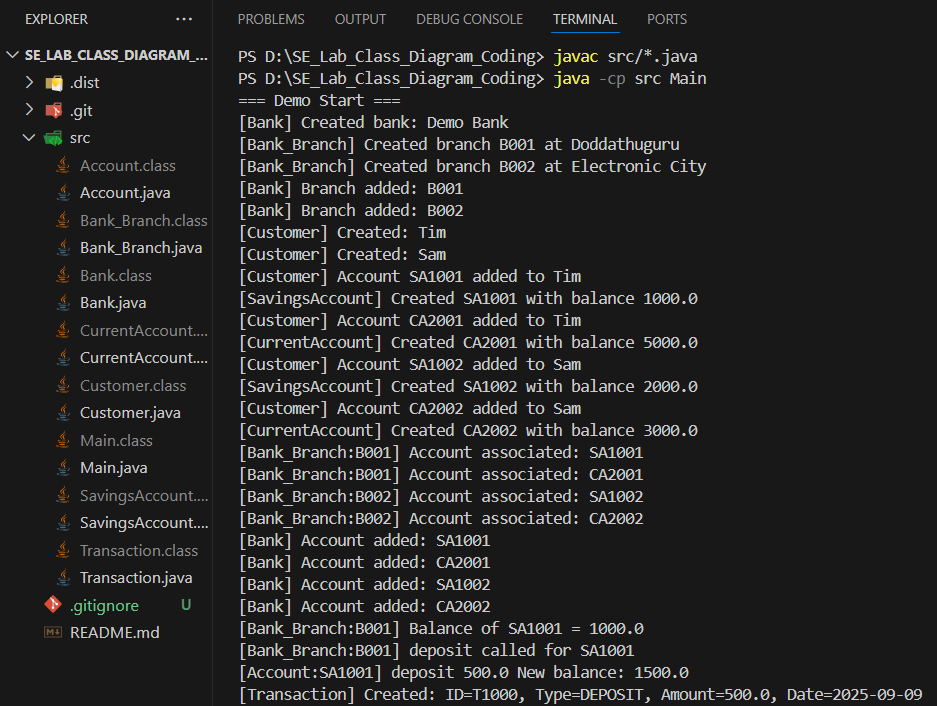 EXPLORER
...
SE_LAB_CLASS_DIAGRAM_...
.dist
.git
src
Account.class
Account.java
Bank_Branch.class
Bank_Branch.java
Bank.class
Bank.java
CurrentAccount....
CurrentAccount....
Customer.class
Customer.java
Main.class
Main.java
SavingsAccount....
SavingsAccount....
Transaction.class
Transaction.java
.gitignore U
README.md
PROBLEMS OUTPUT DEBUG CONSOLE TERMINAL PORTS
PS D:\SE_Lab_Class_Diagram_Coding> javac src/*.java
PS D:\SE_Lab_Class_Diagram_Coding> java -cp src Main
=== Demo Start ===
[Bank] Created bank: Demo Bank
[Bank_Branch] Created branch B001 at Doddathuguru
[Bank_Branch] Created branch B002 at Electronic City
[Bank] Branch added: B001
[Bank] Branch added: B002
[Customer] Created: Tim
[Customer] Created: Sam
[Customer] Account SA1001 added to Tim
[SavingsAccount] Created SA1001 with balance 1000.0
[Customer] Account CA2001 added to Tim
[CurrentAccount] Created CA2001 with balance 5000.0
[Customer] Account SA1002 added to Sam
[SavingsAccount] Created SA1002 with balance 2000.0
[Customer] Account CA2002 added to Sam
[CurrentAccount] Created CA2002 with balance 3000.0
[Bank_Branch:B001] Account associated: SA1001
[Bank_Branch:B001] Account associated: CA2001
[Bank_Branch:B002] Account associated: SA1002
[Bank_Branch:B002] Account associated: CA2002
[Bank] Account added: SA1001
[Bank] Account added: CA2001
[Bank] Account added: SA1002
[Bank] Account added: CA2002
[Bank_Branch:B001] Balance of SA1001 = 1000.0
[Bank_Branch:B001] deposit called for SA1001
[Account:SA1001] deposit 500.0 New balance: 1500.0
[Transaction] Created: ID=T1000, Type=DEPOSIT, Amount=500.0, Date=2025-09-09